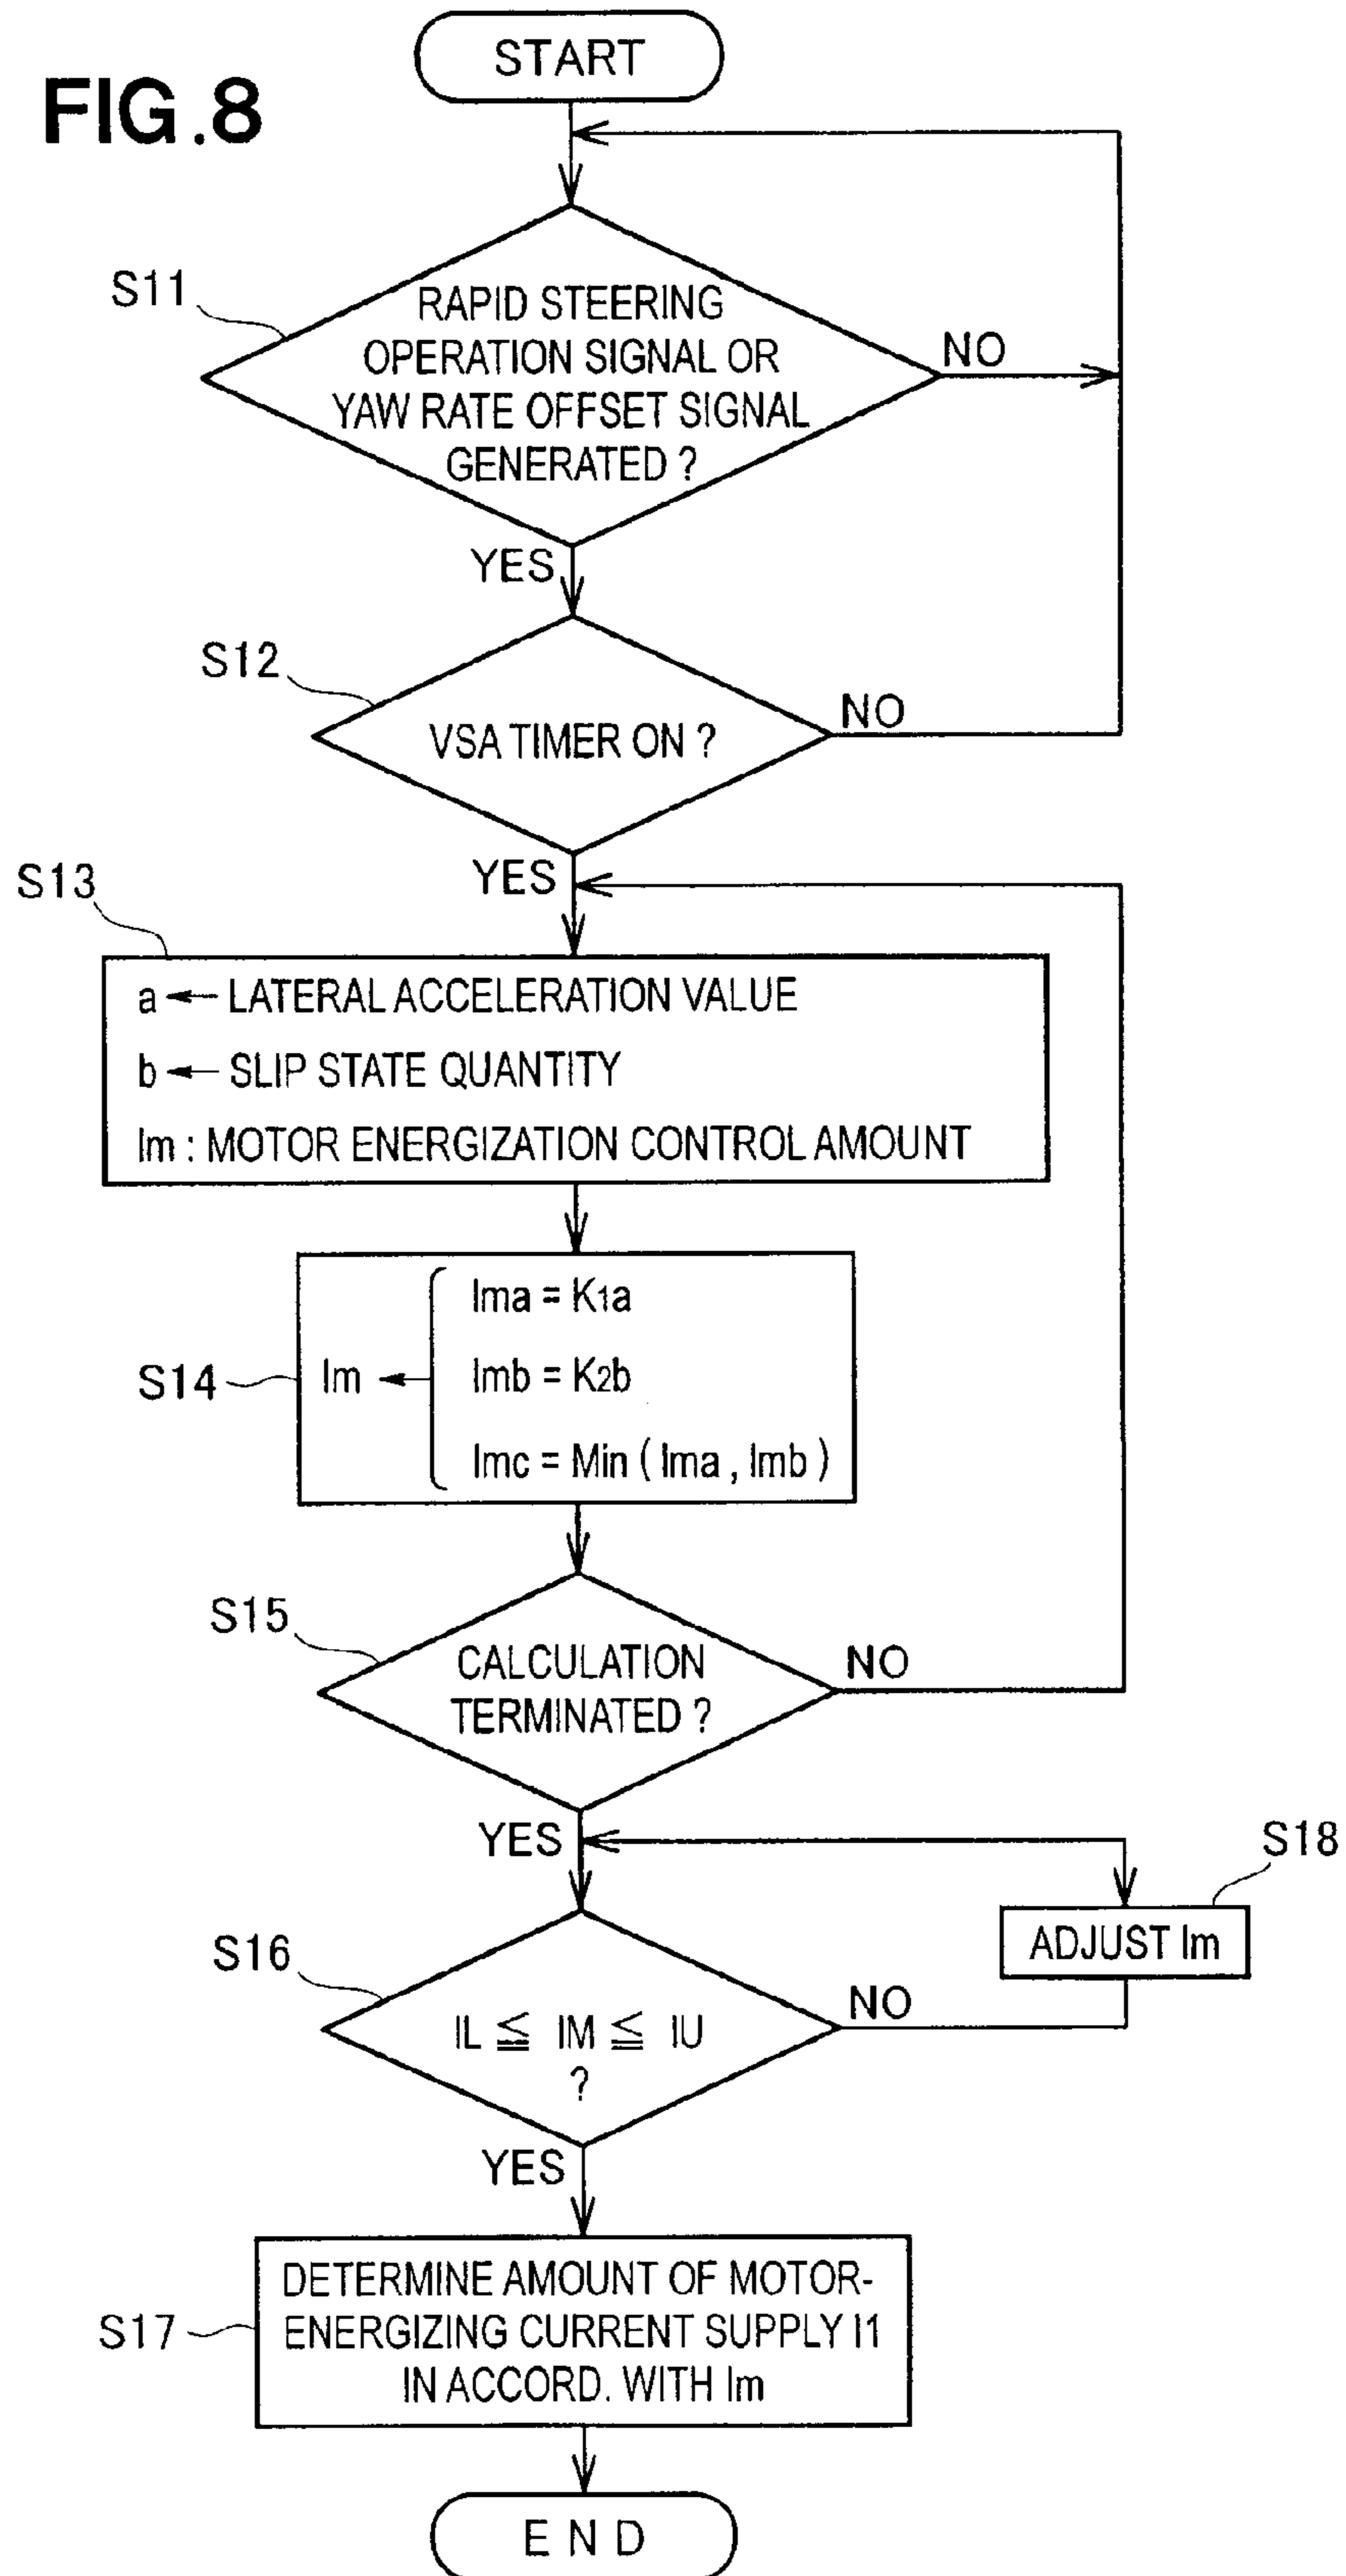 FIG.8
START
S11
RAPID STEERING
OPERATION SIGNAL OR
YAW RATE OFFSET SIGNAL
GENERATED ?
NO
YES
S12
VSA TIMER ON ?
NO
YES
S13
a ← LATERAL ACCELERATION VALUE
b ← SLIP STATE QUANTITY
Im : MOTOR ENERGIZATION CONTROL AMOUNT
S14
Im ←
Ima = K1a
Imb = K2b
Imc = Min ( Ima , Imb )
S15
CALCULATION
TERMINATED ?
NO
YES
S18
ADJUST Im
S16
IL ≦ IM ≦ IU
?
NO
YES
S17
DETERMINE AMOUNT OF MOTOR-
ENERGIZING CURRENT SUPPLY I1
IN ACCORD. WITH Im
END